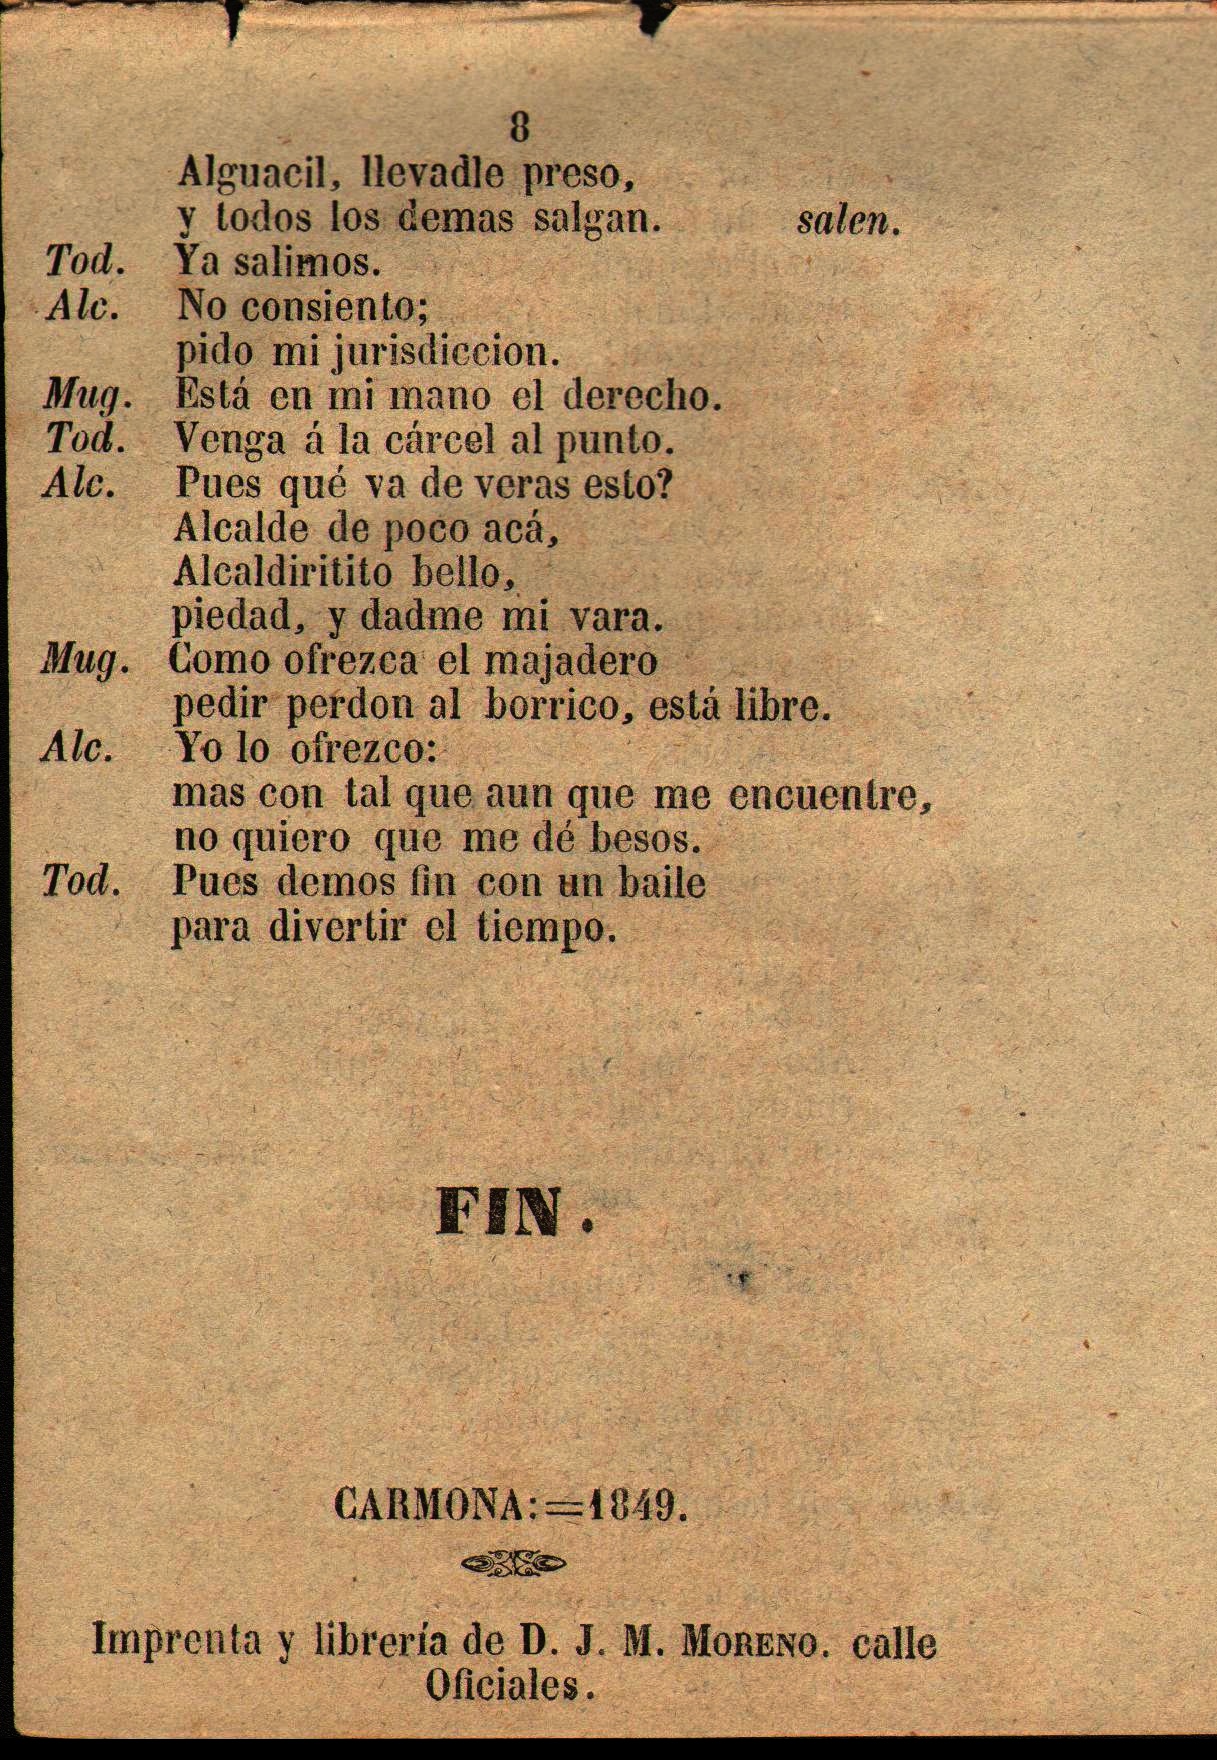 8
Alguacil, llevadle preso,
y todos los demas salgan. salen.
Tod. Ya salimos.
Alc. No consiento;
pido mi jurisdiccion.
Mug. Está en mi mano el derecho.
Tod. Venga á la cárcel al punto.
Alc. Pues qué va de veras esto?
Alcalde de poco acá,
Alcaldiritito bello,
piedad, y dadme mi vara.
Mug. Como ofrezca el majadero
pedir perdon al borrico, está libre.
Alc. Yo lo ofrezco:
mas con tal que aun que me encuentre,
no quiero que me dé besos.
Tod. Pues demos fin con un baile
para divertir el tiempo.
FIN.
CARMONA:=1849.
Imprenta y librería de D. J. M. MORENO. calle
Oficiales.